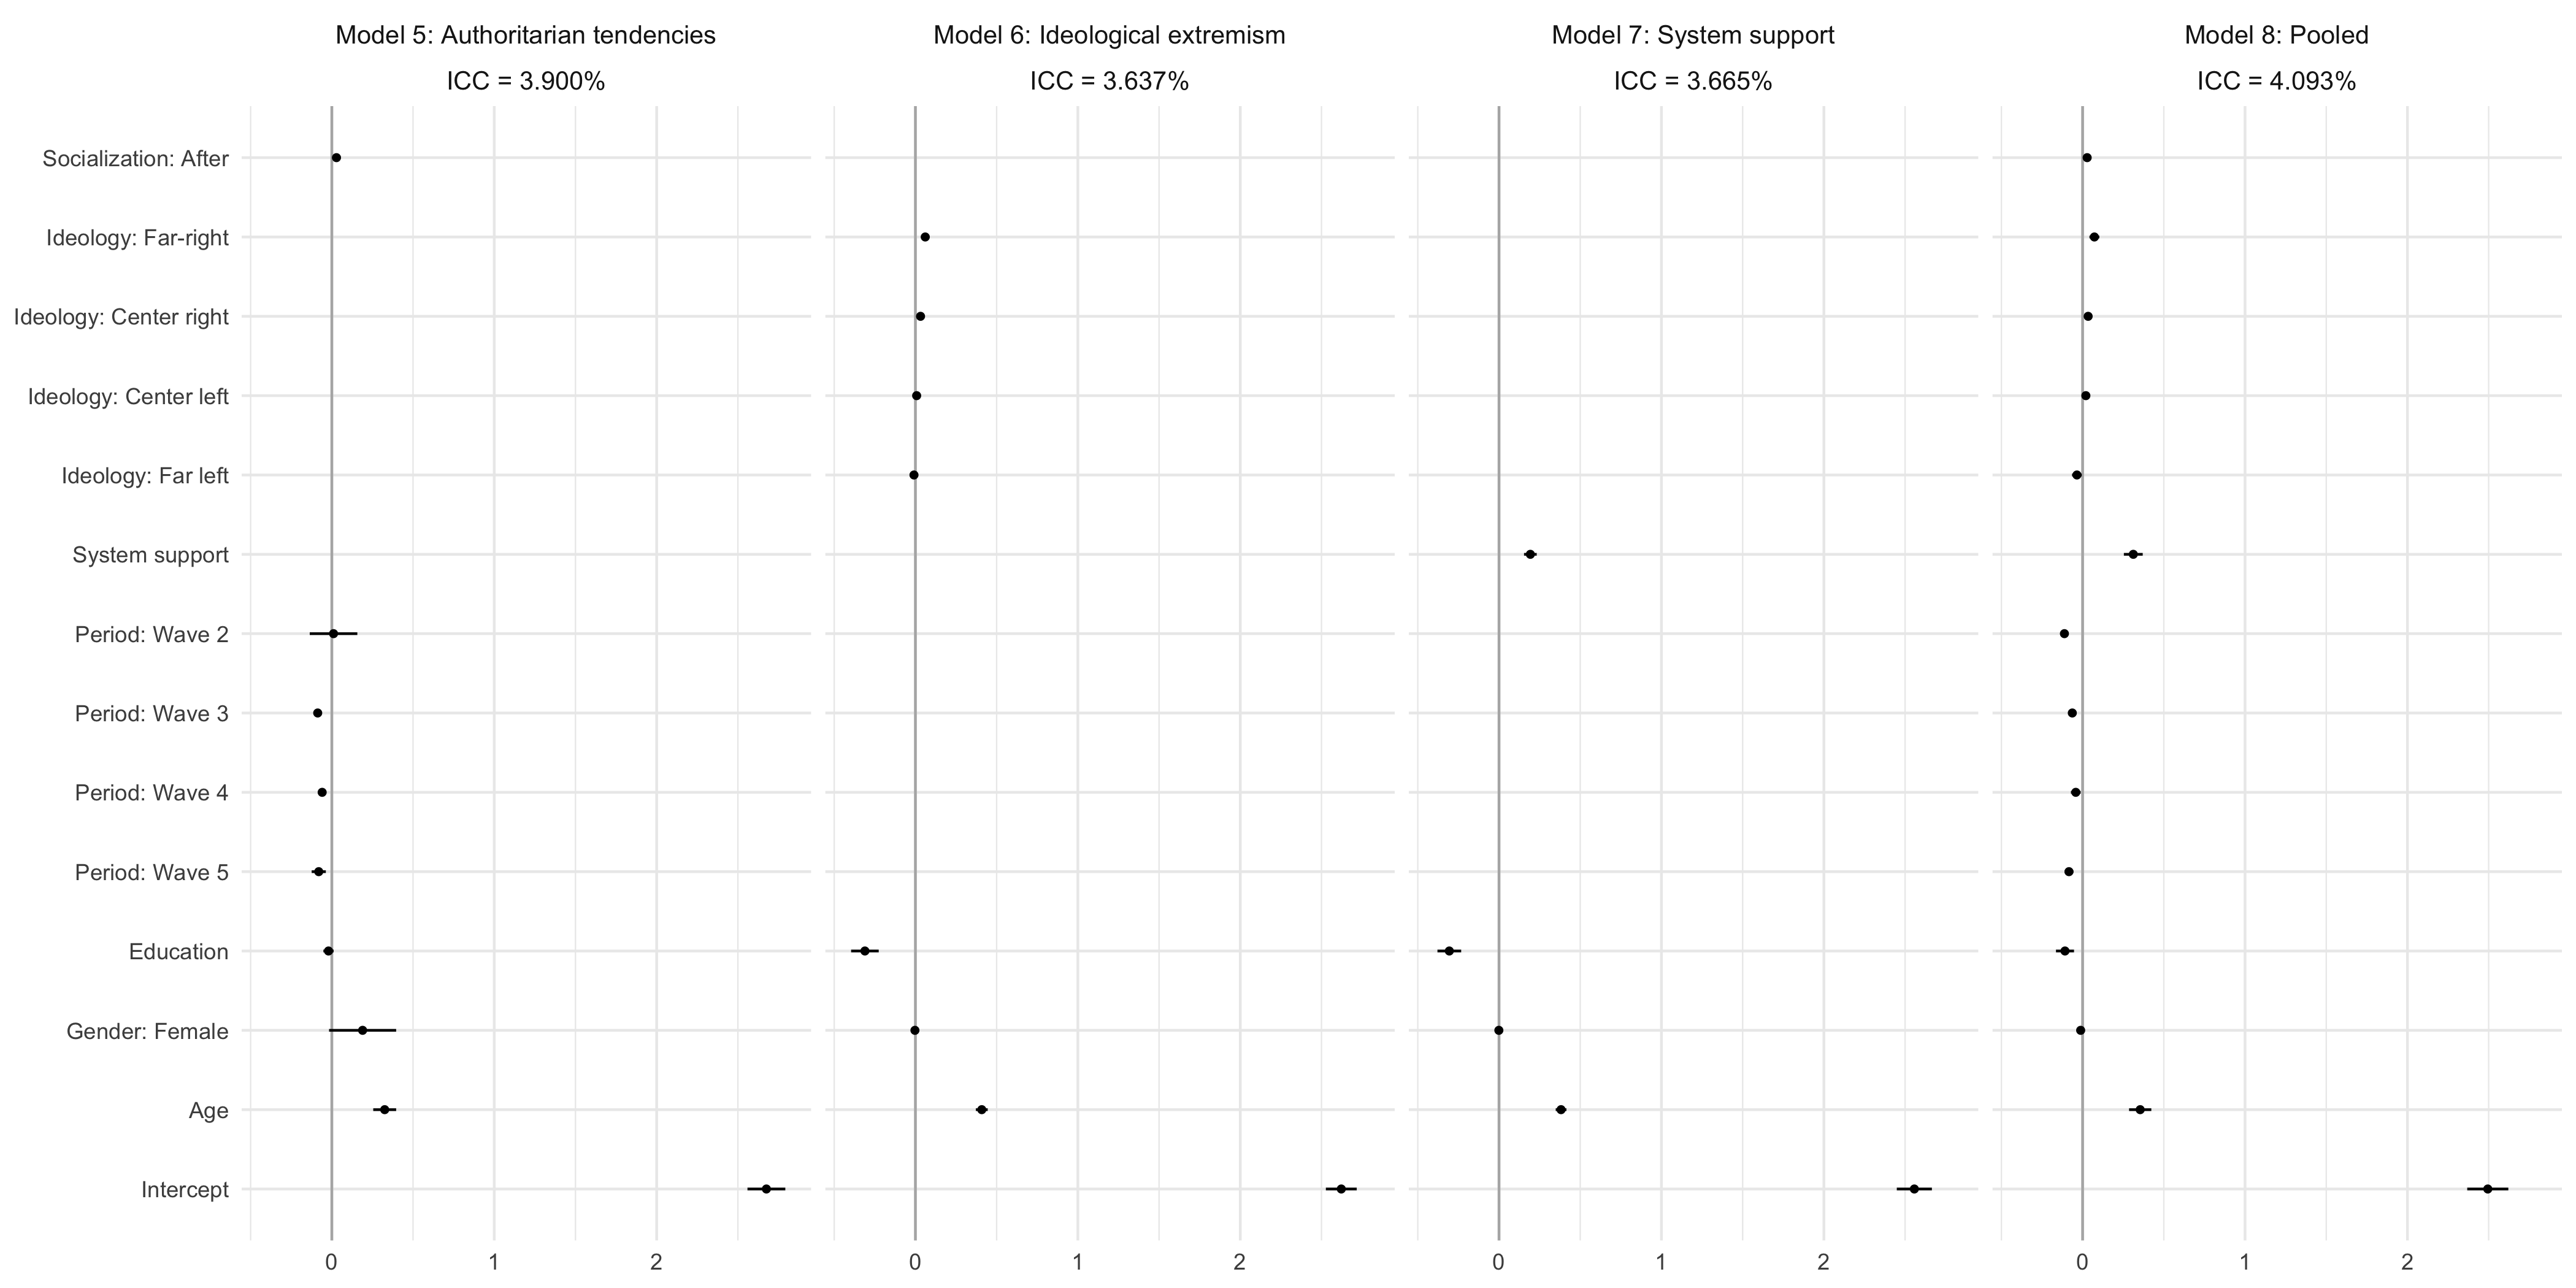 Model 5: Authoritarian tendencies
ICC = 3.900%
Model 6: Ideological extremism
ICC = 3.637%
Model 7: System support
ICC = 3.665%
Model 8: Pooled
ICC = 4.093%
Socialization: After
Ideology: Far-right
Ideology: Center right
Ideology: Center left
Ideology: Far left
System support
Period: Wave 2
Period: Wave 3
Period: Wave 4
Period: Wave 5
Education
Gender: Female
Age
Intercept
0 1 2
0 1 2
0 1 2
0 1 2